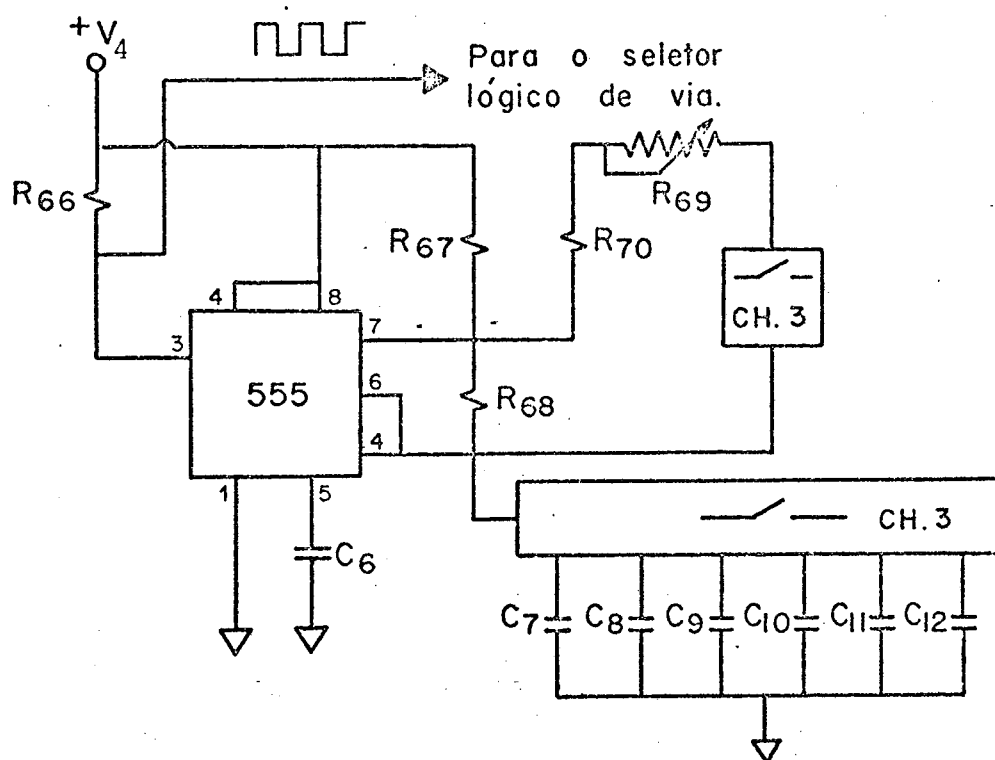 +V4
Para o seletor
lógico de via.
R66
R67
R69
R70
CH. 3
4
8
7
3
6
555
R68
4
1
5
CH. 3
C6
C7
C8
C9
C10
C11
C12